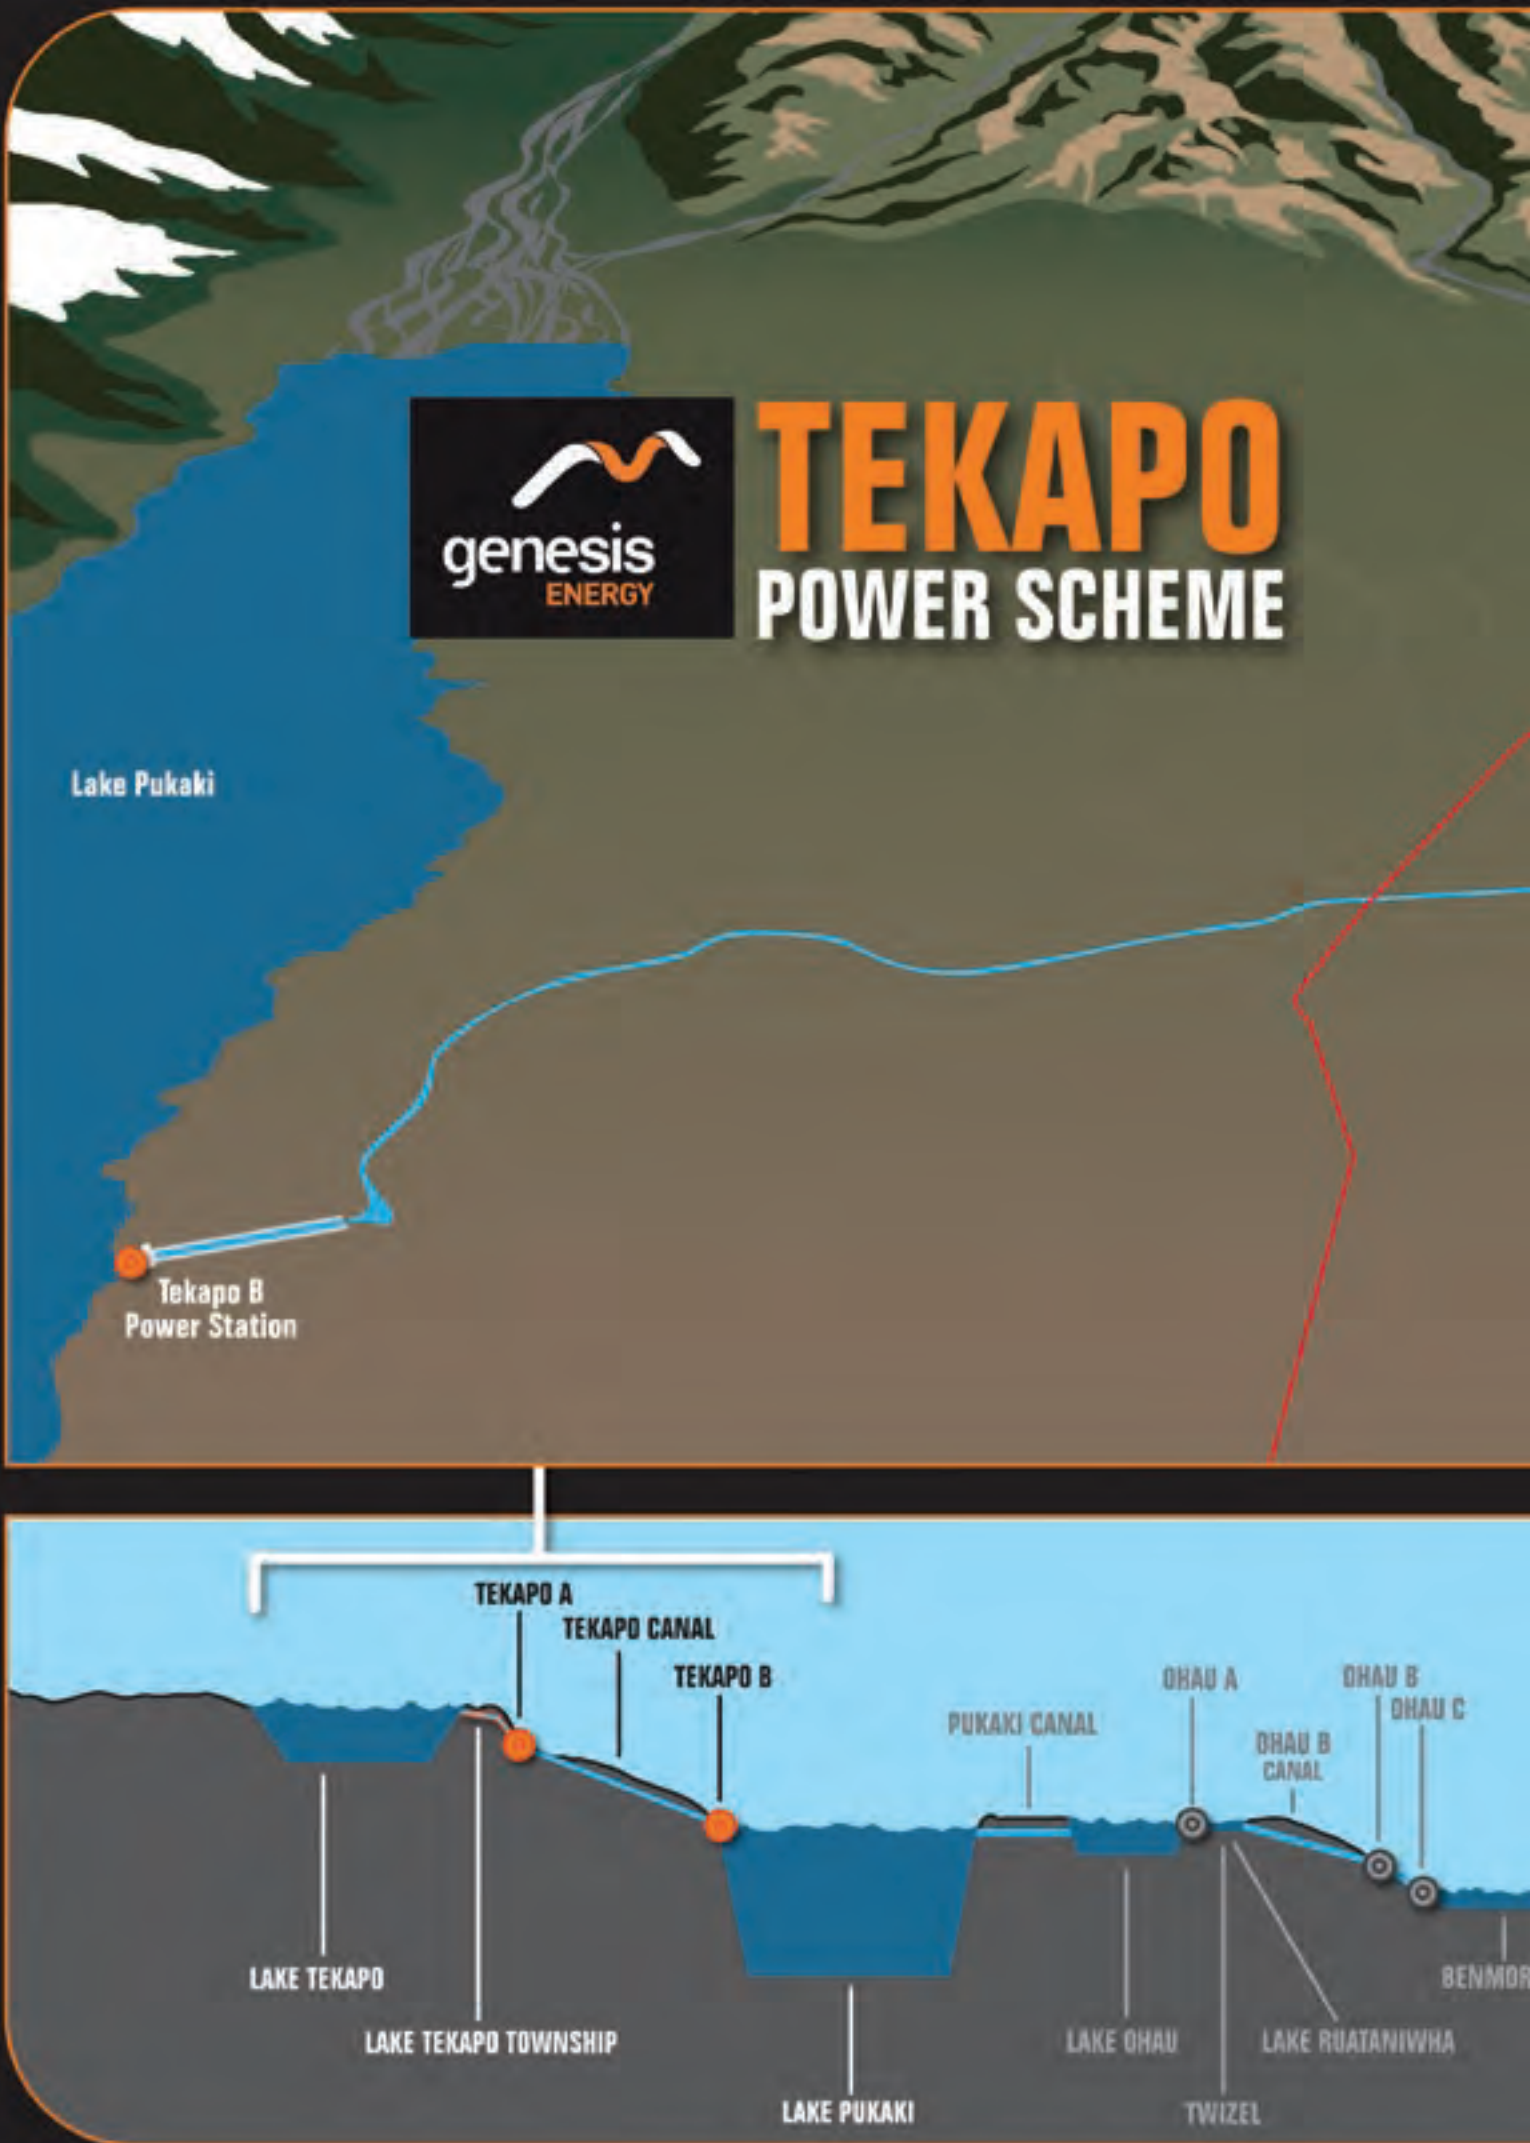 genesis
ENERGY
TEKAPO
POWER SCHEME
Lake Pukaki
Tekapo B
Power Station
TEKAPO A
TEKAPO CANAL
TEKAPO B
PUKAKI CANAL
OHAU A
OHAU B
OHAU C
OHAU B
CANAL
LAKE TEKAPO
LAKE TEKAPO TOWNSHIP
LAKE PUKAKI
LAKE OHAU
LAKE RUATANIWHA
TWIZEL
BENMOR